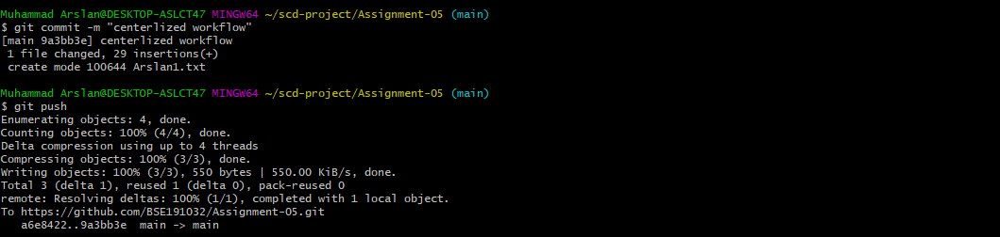 Muhammad Arslan@DESKTOP-ASLCT47 MINGW64 ~/scd-project/Assignment-05 (main)
$ git commit -m "centerlized workflow"
[main 9a3bb3e] centerlized workflow
 1 file changed, 29 insertions(+)
 create mode 100644 Arslan1.txt

Muhammad Arslan@DESKTOP-ASLCT47 MINGW64 ~/scd-project/Assignment-05 (main)
$ git push
Enumerating objects: 4, done.
Counting objects: 100% (4/4), done.
Delta compression using up to 4 threads
Compressing objects: 100% (3/3), done.
Writing objects: 100% (3/3), 550 bytes | 550.00 KiB/s, done.
Total 3 (delta 1), reused 1 (delta 0), pack-reused 0
remote: Resolving deltas: 100% (1/1), completed with 1 local object.
To https://github.com/BSE191032/Assignment-05.git
   a6e8422..9a3bb3e  main -> main